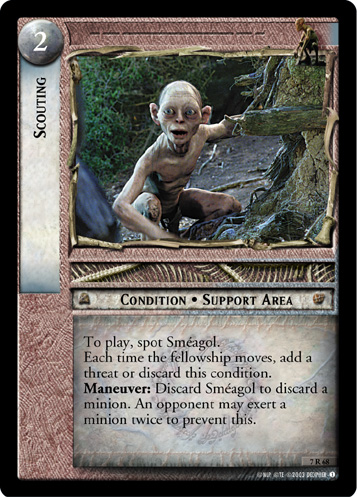 2
SCOUTING
CONDITION • SUPPORT AREA
To play, spot Sméagol.
Each time the fellowship moves, add a
threat or discard this condition.
Maneuver: Discard Sméagol to discard a
minion. An opponent may exert a
minion twice to prevent this.
7 R 68